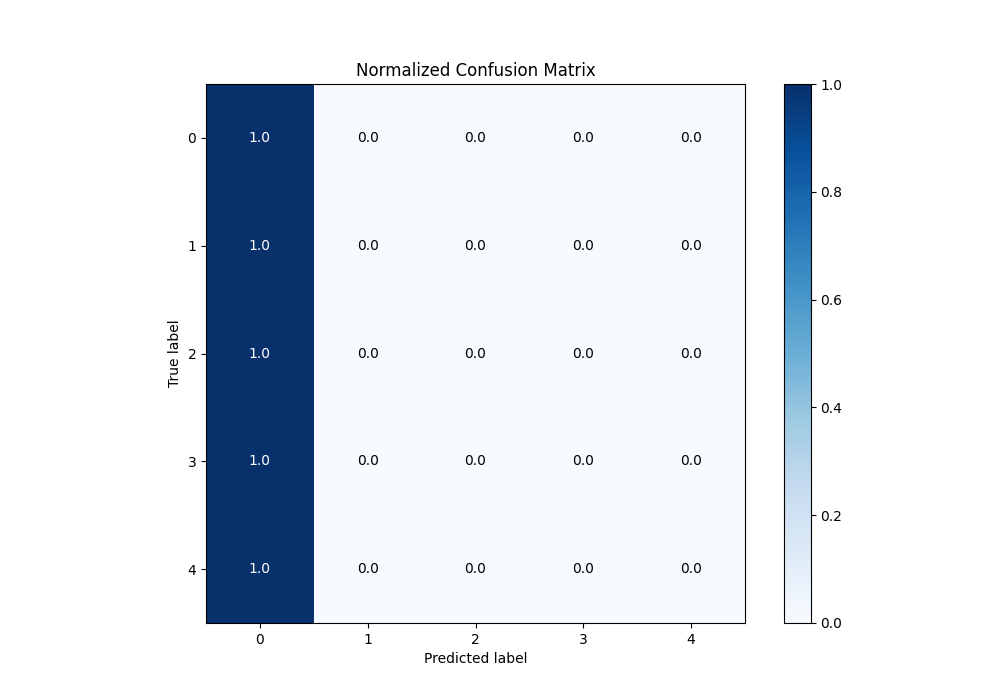 Normalized Confusion Matrix
True label
0 1.0 0.0 0.0 0.0 0.0
1 1.0 0.0 0.0 0.0 0.0
2 1.0 0.0 0.0 0.0 0.0
3 1.0 0.0 0.0 0.0 0.0
4 1.0 0.0 0.0 0.0 0.0
0 1 2 3 4
Predicted label
1.0
0.8
0.6
0.4
0.2
0.0